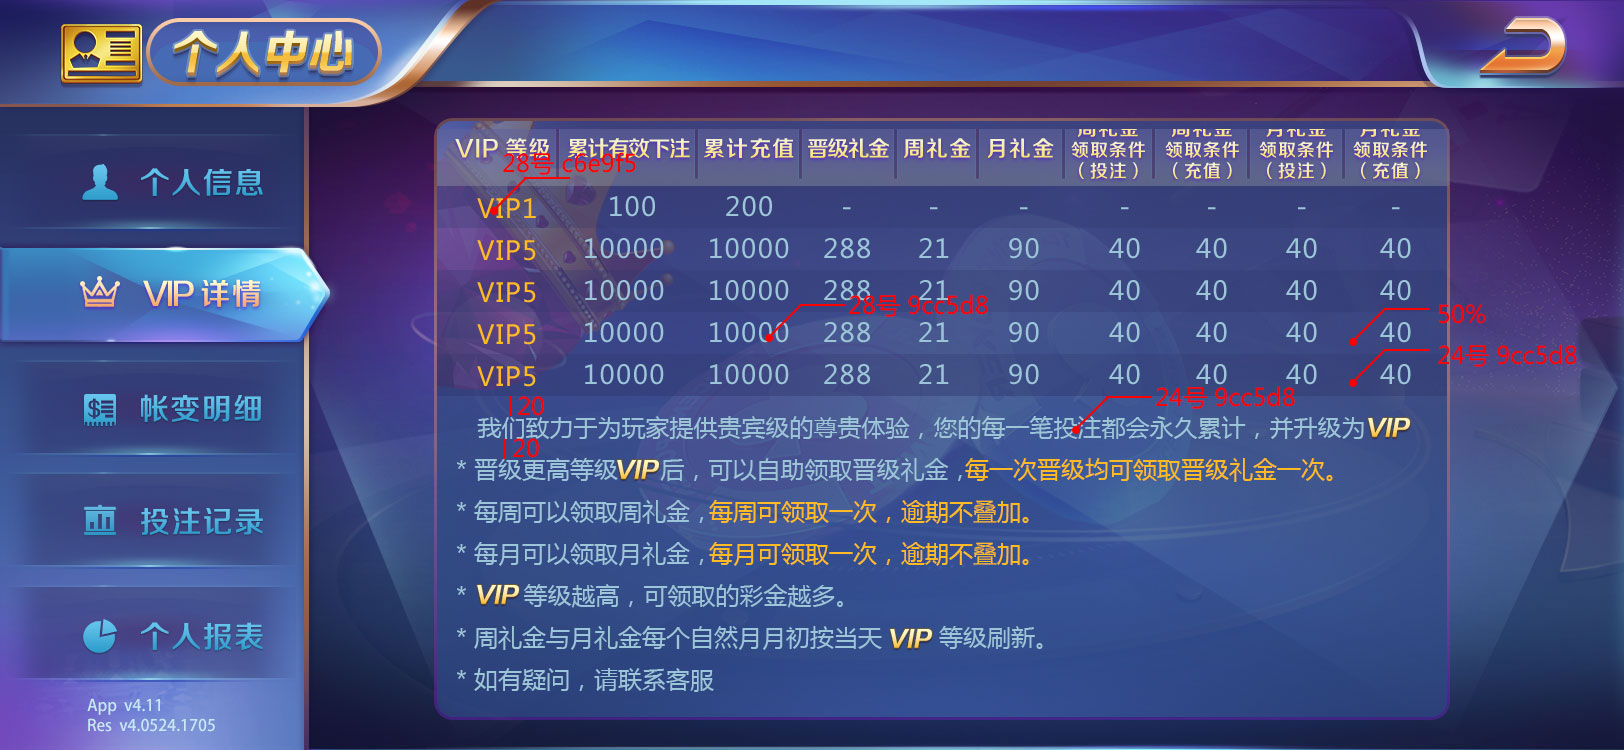 个人中心
个人信息
VIP 详情
帐变明细
投注记录
个人报表
App v4.11
Res v4.0524.1705
VIP 等级 累计有效下注 累计充值 晋级礼金 周礼金 月礼金 周礼金领取条件（投注） 周礼金领取条件（充值） 月礼金领取条件（投注） 月礼金领取条件（充值）
28号 c6e9f5
VIP1 100 200 - - - - - - -
VIP5 10000 10000 288 21 90 40 40 40 40
VIP5 10000 10000 288 21 90 40 40 40 40
28号 9cc5d8
50%
VIP5 10000 10000 288 21 90 40 40 40 40
24号 9cc5d8
VIP5 10000 10000 288 21 90 40 40 40 40
24号 9cc5d8
120
我们致力于为玩家提供贵宾级的尊贵体验，您的每一笔投注都会永久累计，并升级为VIP
120
* 晋级更高等级VIP后，可以自助领取晋级礼金,每一次晋级均可领取晋级礼金一次。
* 每周可以领取周礼金,每周可领取一次，逾期不叠加。
* 每月可以领取月礼金,每月可领取一次，逾期不叠加。
* VIP 等级越高，可领取的彩金越多。
* 周礼金与月礼金每个自然月月初按当天 VIP 等级刷新。
* 如有疑问，请联系客服